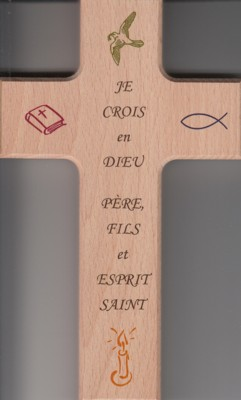 JE
CROIS
en
DIEU
PÈRE,
FILS
et
ESPRIT
SAINT